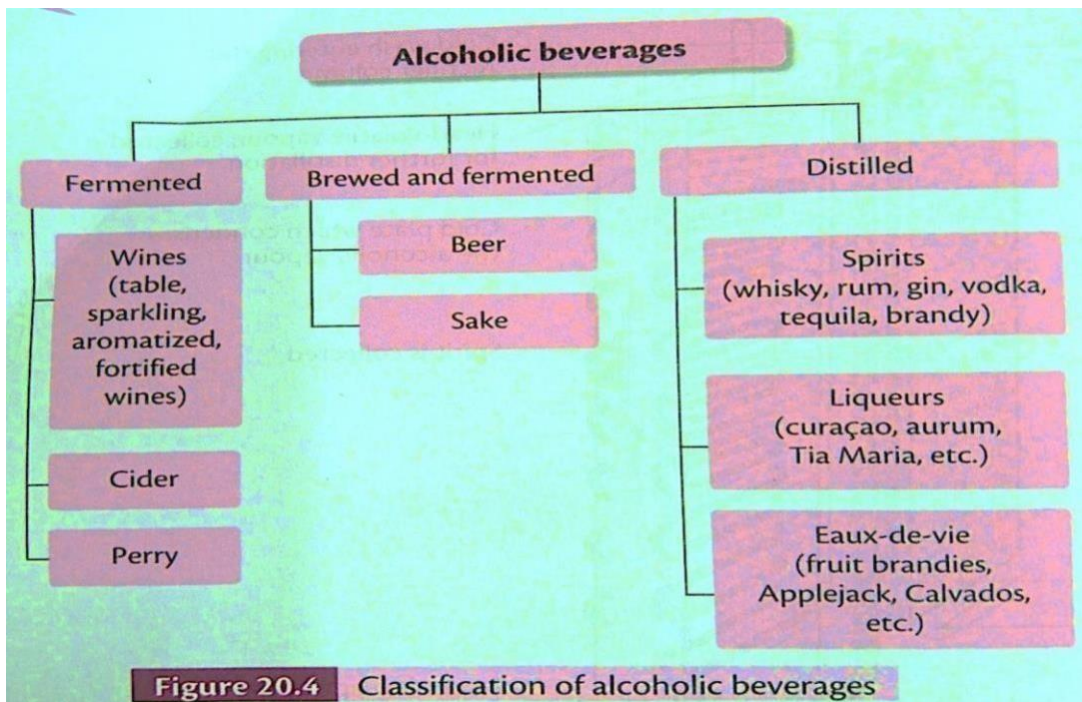 Alcoholic beverages
Fermented
Wines
(table,
sparkling,
aromatized,
fortified
wines)
Cider
Perry
Brewed and fermented
Beer
Sake
Distilled
Spirits
(whisky, rum, gin, vodka,
tequila, brandy)
Liqueurs
(curaçao, aurum,
Tia Maria, etc.)
Eaux-de-vie
(fruit brandies,
Applejack, Calvados,
etc.)
Figure 20.4 Classification of alcoholic beverages